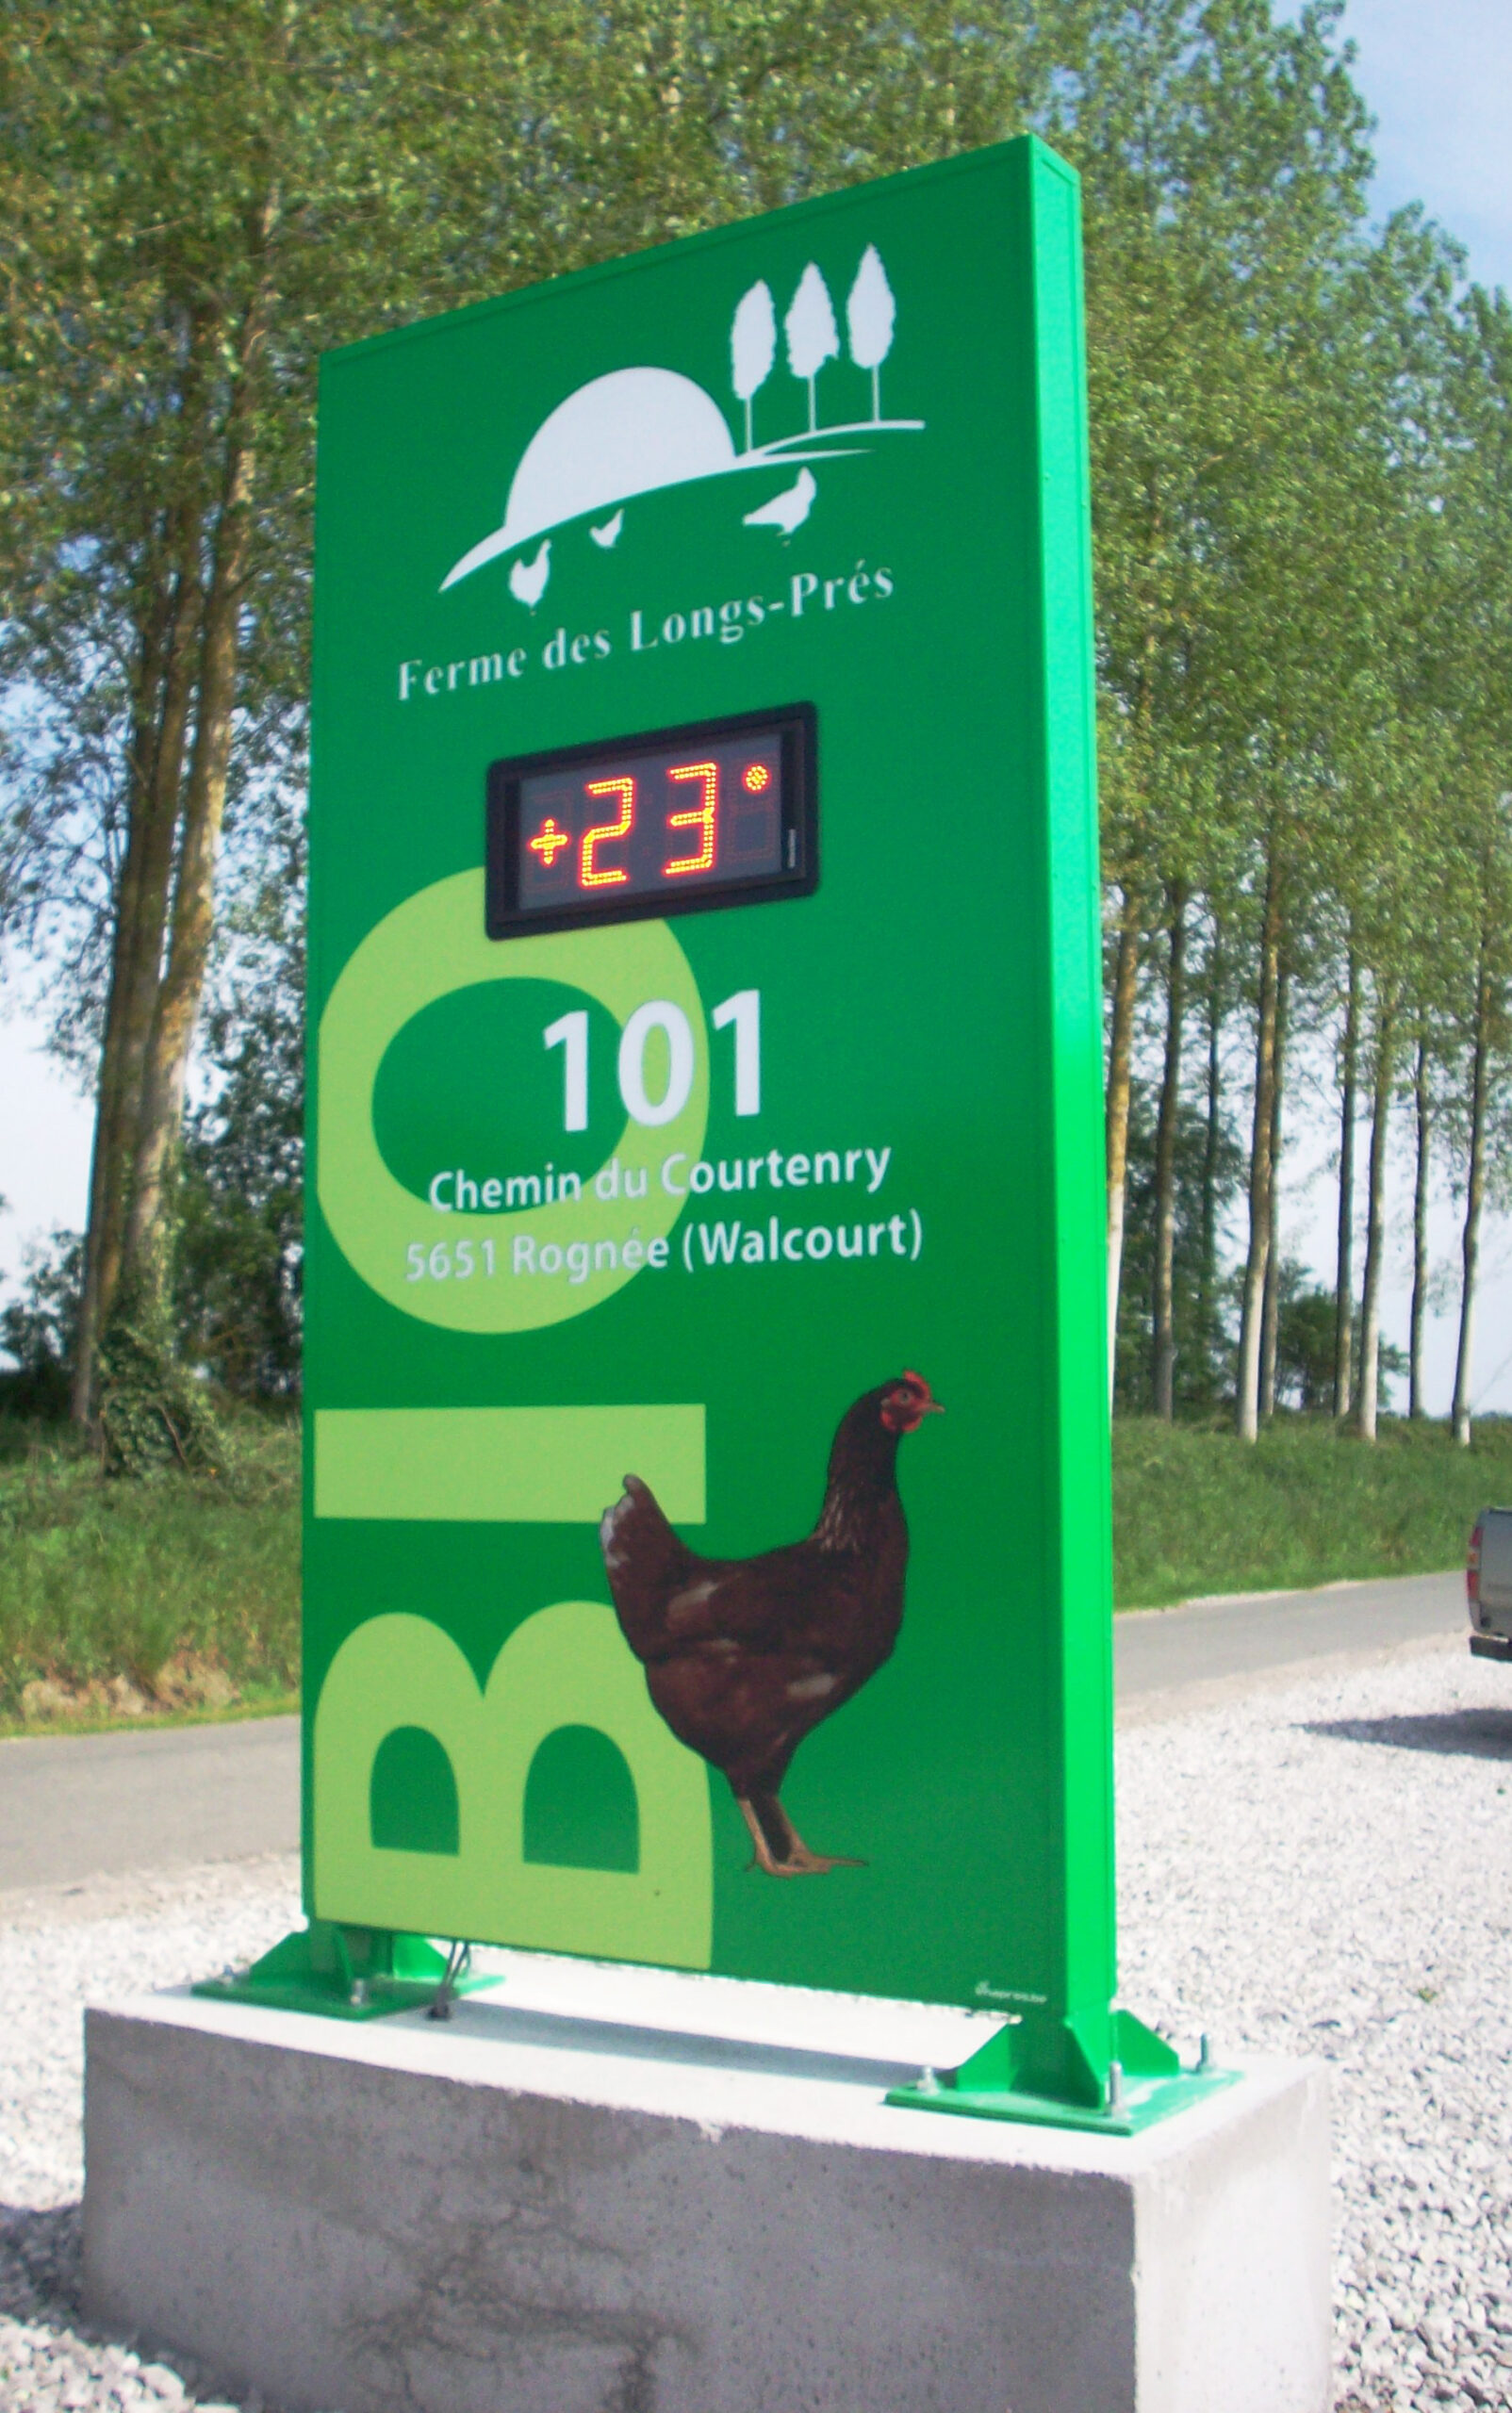 Ferme des Longs-Prés
+23°
101
Chemin du Courtenry
5651 Rognée (Walcourt)
BIO